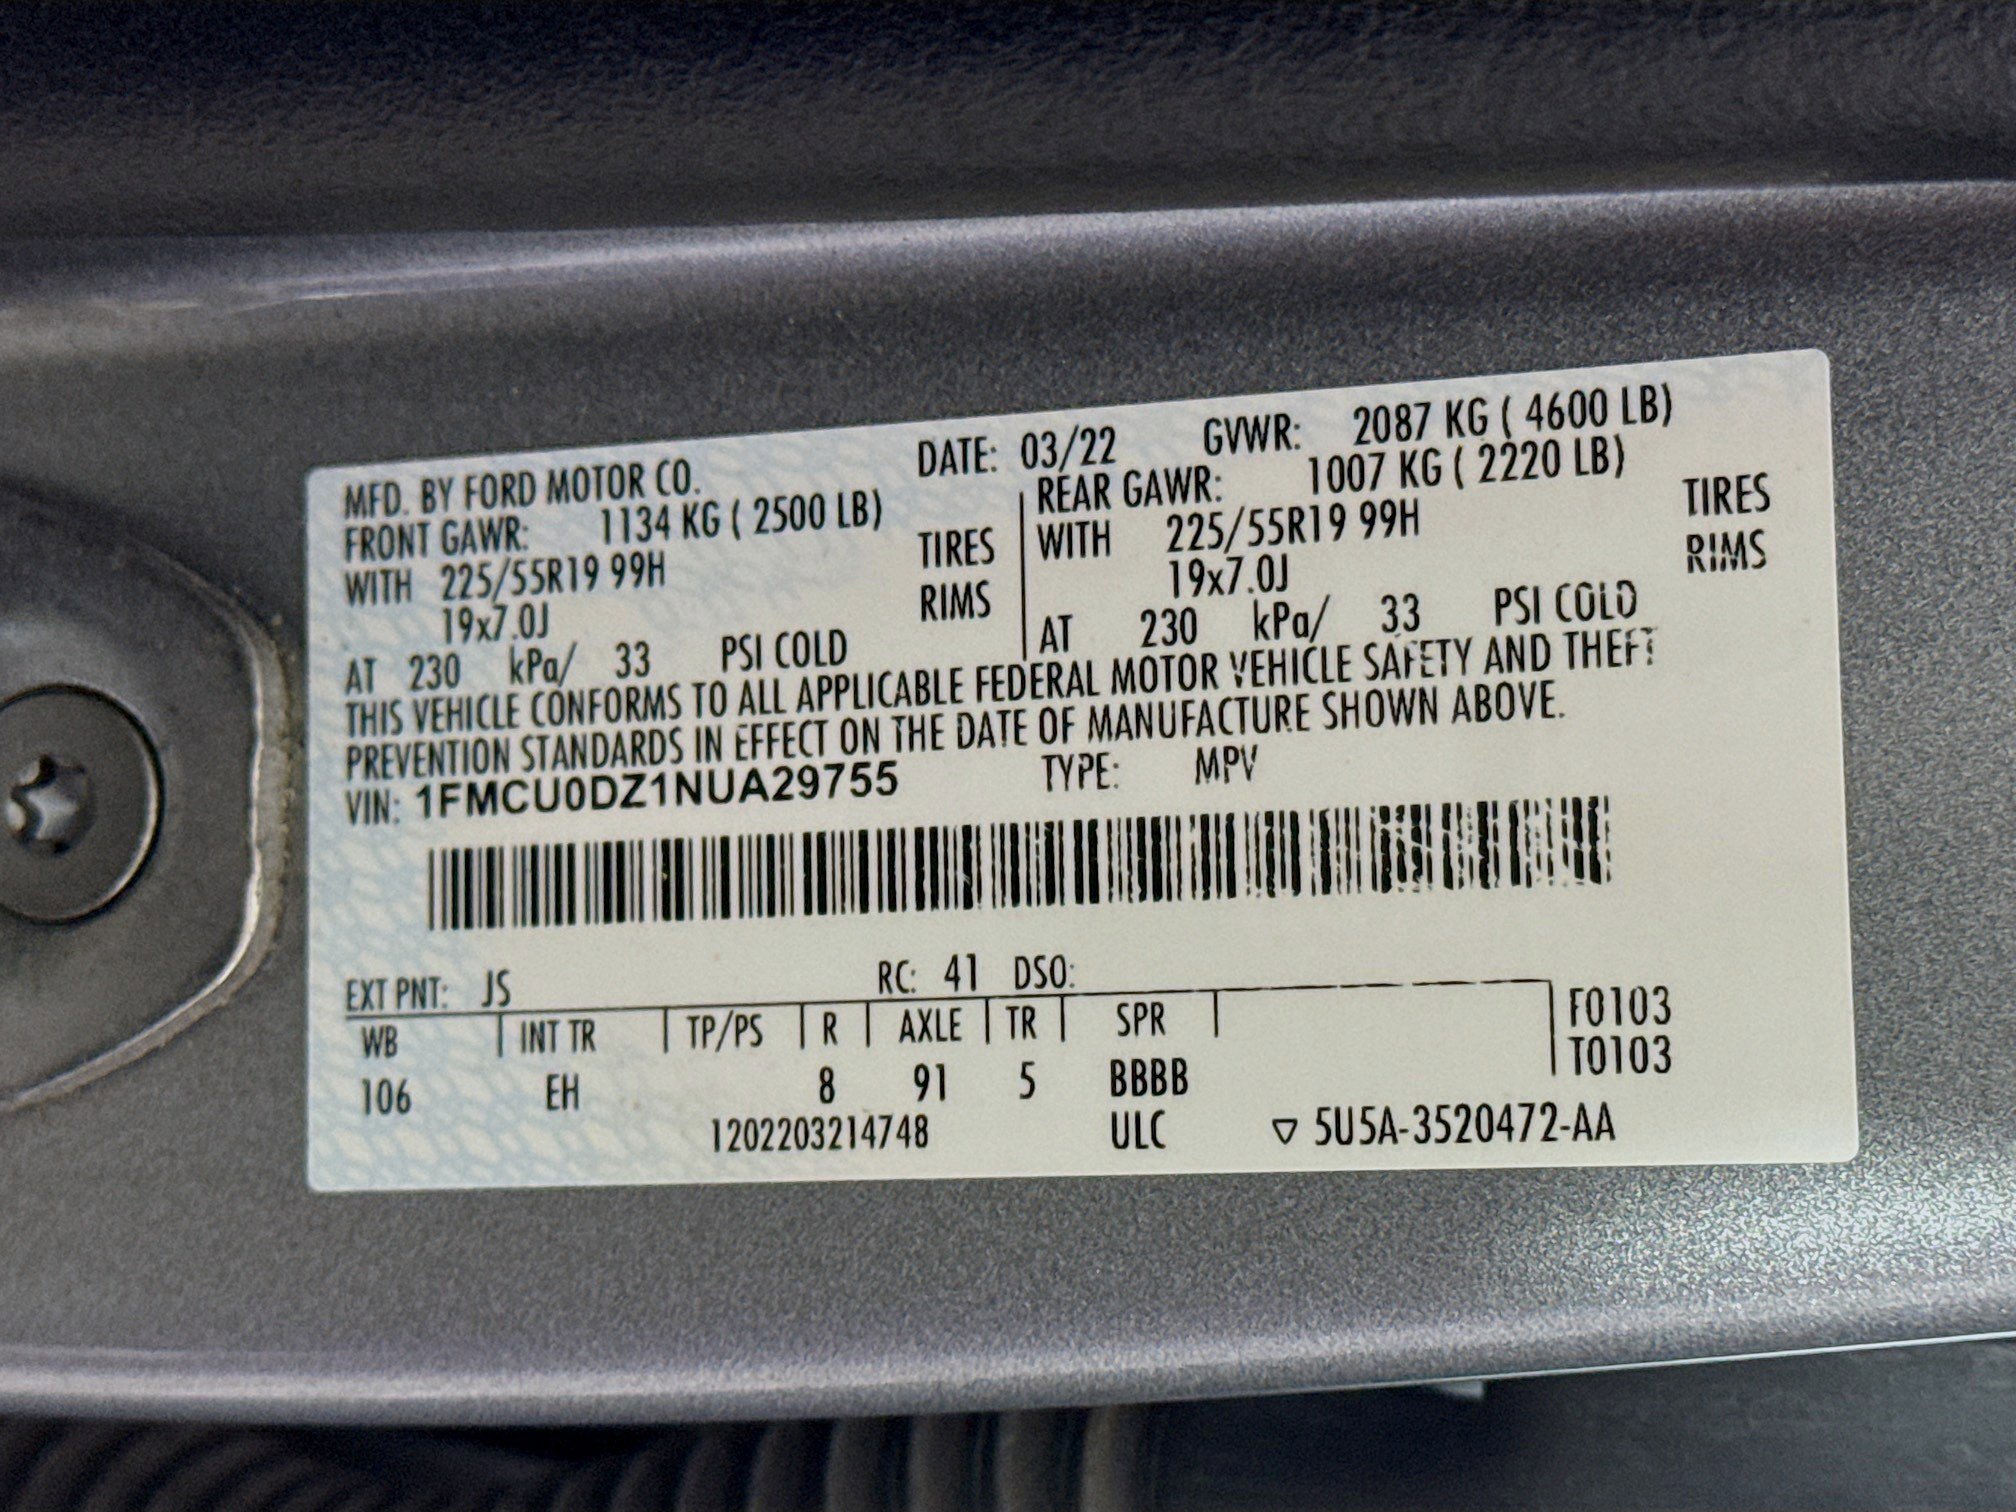 MFD. BY FORD MOTOR CO. DATE: 03/22 GVWR: 2087 KG ( 4600 LB)
FRONT GAWR: 1134 KG ( 2500 LB) REAR GAWR: 1007 KG ( 2220 LB)
WITH 225/55R19 99H TIRES WITH 225/55R19 99H TIRES
19x7.0J RIMS 19x7.0J RIMS
AT 230 kPa/ 33 PSI COLD AT 230 kPa/ 33 PSI COLD
THIS VEHICLE CONFORMS TO ALL APPLICABLE FEDERAL MOTOR VEHICLE SAFETY AND THEFT
PREVENTION STANDARDS IN EFFECT ON THE DATE OF MANUFACTURE SHOWN ABOVE.
VIN: 1FMCU0DZ1NUA29755 TYPE: MPV
EXT PNT: JS RC: 41 DSO:
WB INT TR TP/PS R AXLE TR SPR F0103
106 EH 8 91 5 BBBB T0103
1202203214748 ULC ▽ 5U5A-3520472-AA